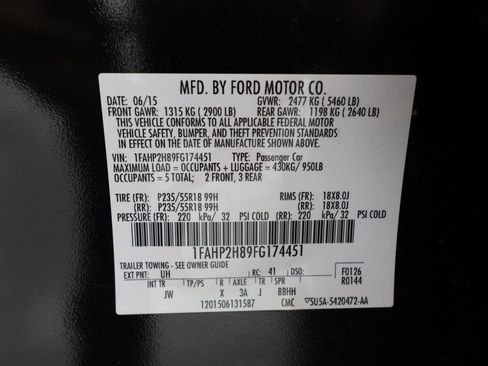 MFD. BY FORD MOTOR CO.
DATE: 06/15 GVWR: 2477 KG ( 5460 LB)
FRONT GAWR: 1315 KG ( 2900 LB) REAR GAWR: 1198 KG ( 2640 LB)
THIS VEHICLE CONFORMS TO ALL APPLICABLE FEDERAL MOTOR
VEHICLE SAFETY, BUMPER, AND THEFT PREVENTION STANDARDS
IN EFFECT ON THE DATE OF MANUFACTURE SHOWN ABOVE.
VIN: 1FAHP2H89FG174451 TYPE: Passenger Car
MAXIMUM LOAD = OCCUPANTS + LUGGAGE = 430KG/ 950LB
OCCUPANTS = 5 TOTAL; 2 FRONT, 3 REAR
TIRE (FR): P235/55R18 99H RIMS (FR): 18X8.0J
(RR): P235/55R18 99H (RR): 18X8.0J
PRESSURE (FR): 220 kPa/ 32 PSI COLD (RR): 220 kPa/ 32 PSI COLD
1FAHP2H89FG174451
TRAILER TOWING - SEE OWNER GUIDE
EXT PNT: UH RC: 41 DSO: F0126
INT TR TP/PS R AXLE TR SPR R0144
JW X 3A J BBHH
1201506131587 CMC 5U5A-5420472-AA